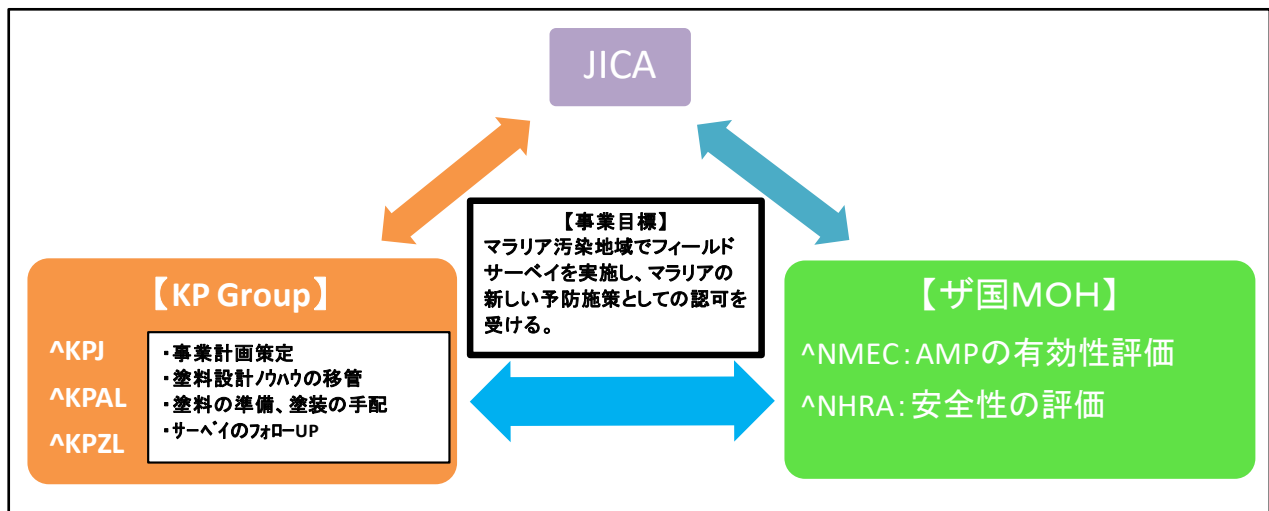 JICA
【事業目標】
マラリア汚染地域でフィールド
サーベイを実施し、マラリアの
新しい予防施策としての認可を
受ける。
【KP Group】
^KPJ
^KPAL
^KPZL
・事業計画策定
・塗料設計ﾉｳﾊｳの移管
・塗料の準備、塗装の手配
・ｻｰﾍﾞｲのﾌｫﾛｰUP
【ザ国ＭＯＨ】
^NMEC：AMPの有効性評価
^NHRA：安全性の評価